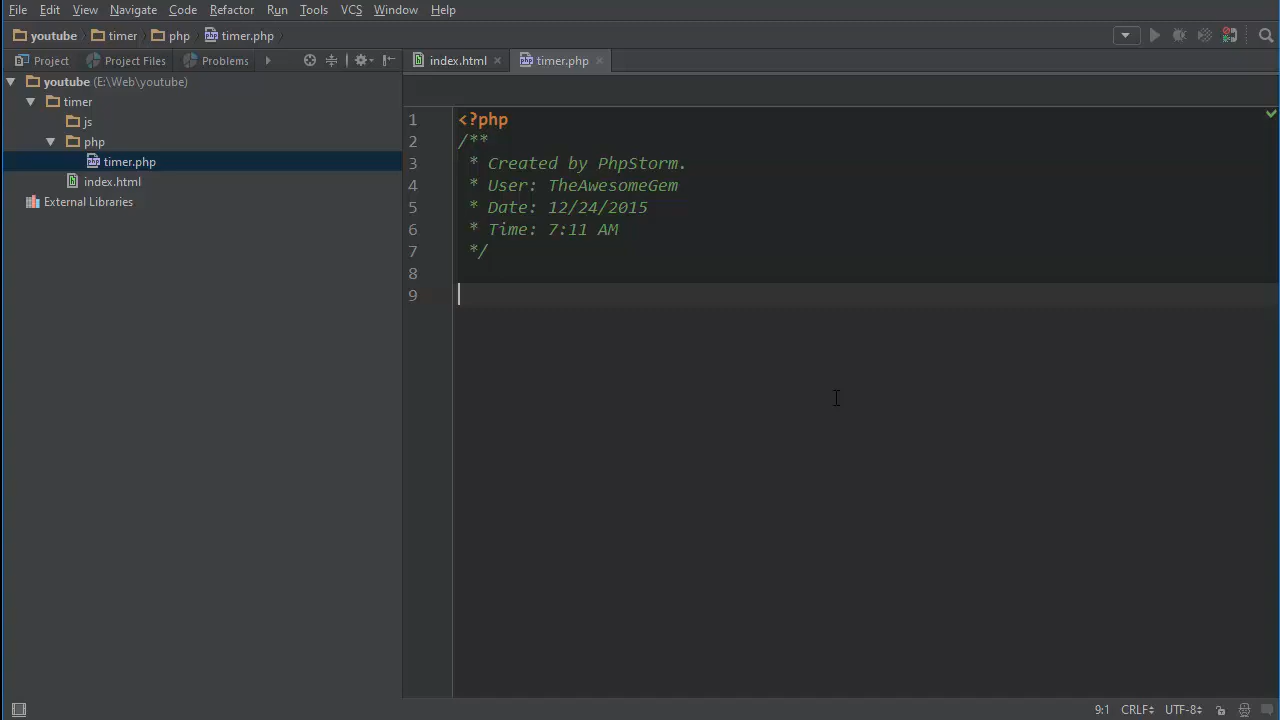 File Edit View Navigate Code Refactor Run Tools VCS Window Help
youtube timer php timer.php
Project Project Files Problems
index.html timer.php
youtube (E:\Web\youtube)
timer
js
php
timer.php
index.html
External Libraries
1 <?php
2 /**
3 * Created by PhpStorm.
4 * User: TheAwesomeGem
5 * Date: 12/24/2015
6 * Time: 7:11 AM
7 */
8
9
9:1 CRLF UTF-8